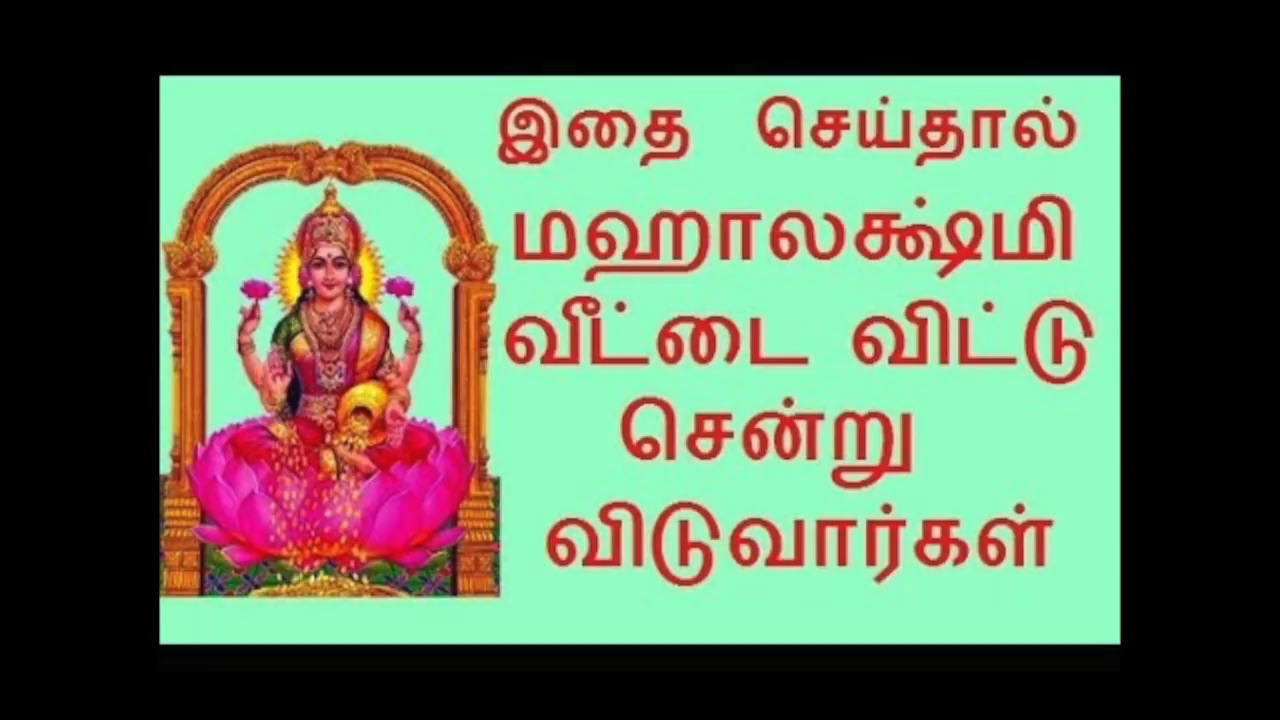 இதை செய்தால்
மஹாலக்ஷ்மி
வீட்டை விட்டு
சென்று
விடுவார்கள்